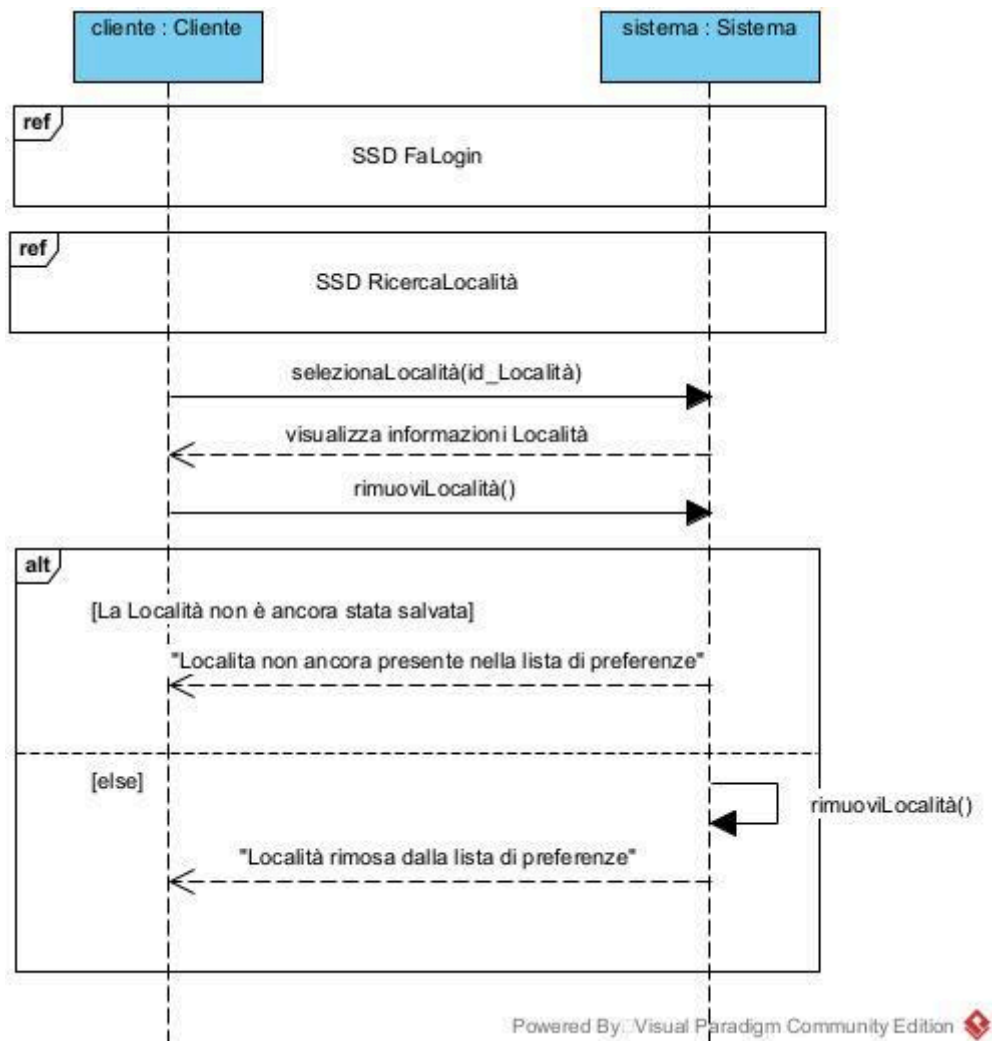 cliente : Cliente
sistema : Sistema
ref
SSD FaLogin
ref
SSD RicercaLocalità
selezionaLocalità(id_Località)
visualizza informazioni Località
rimuoviLocalità()
alt
[La Località non è ancora stata salvata]
"Localita non ancora presente nella lista di preferenze"
[else]
rimuoviLocalità()
"Località rimosa dalla lista di preferenze"
Powered By Visual Paradigm Community Edition